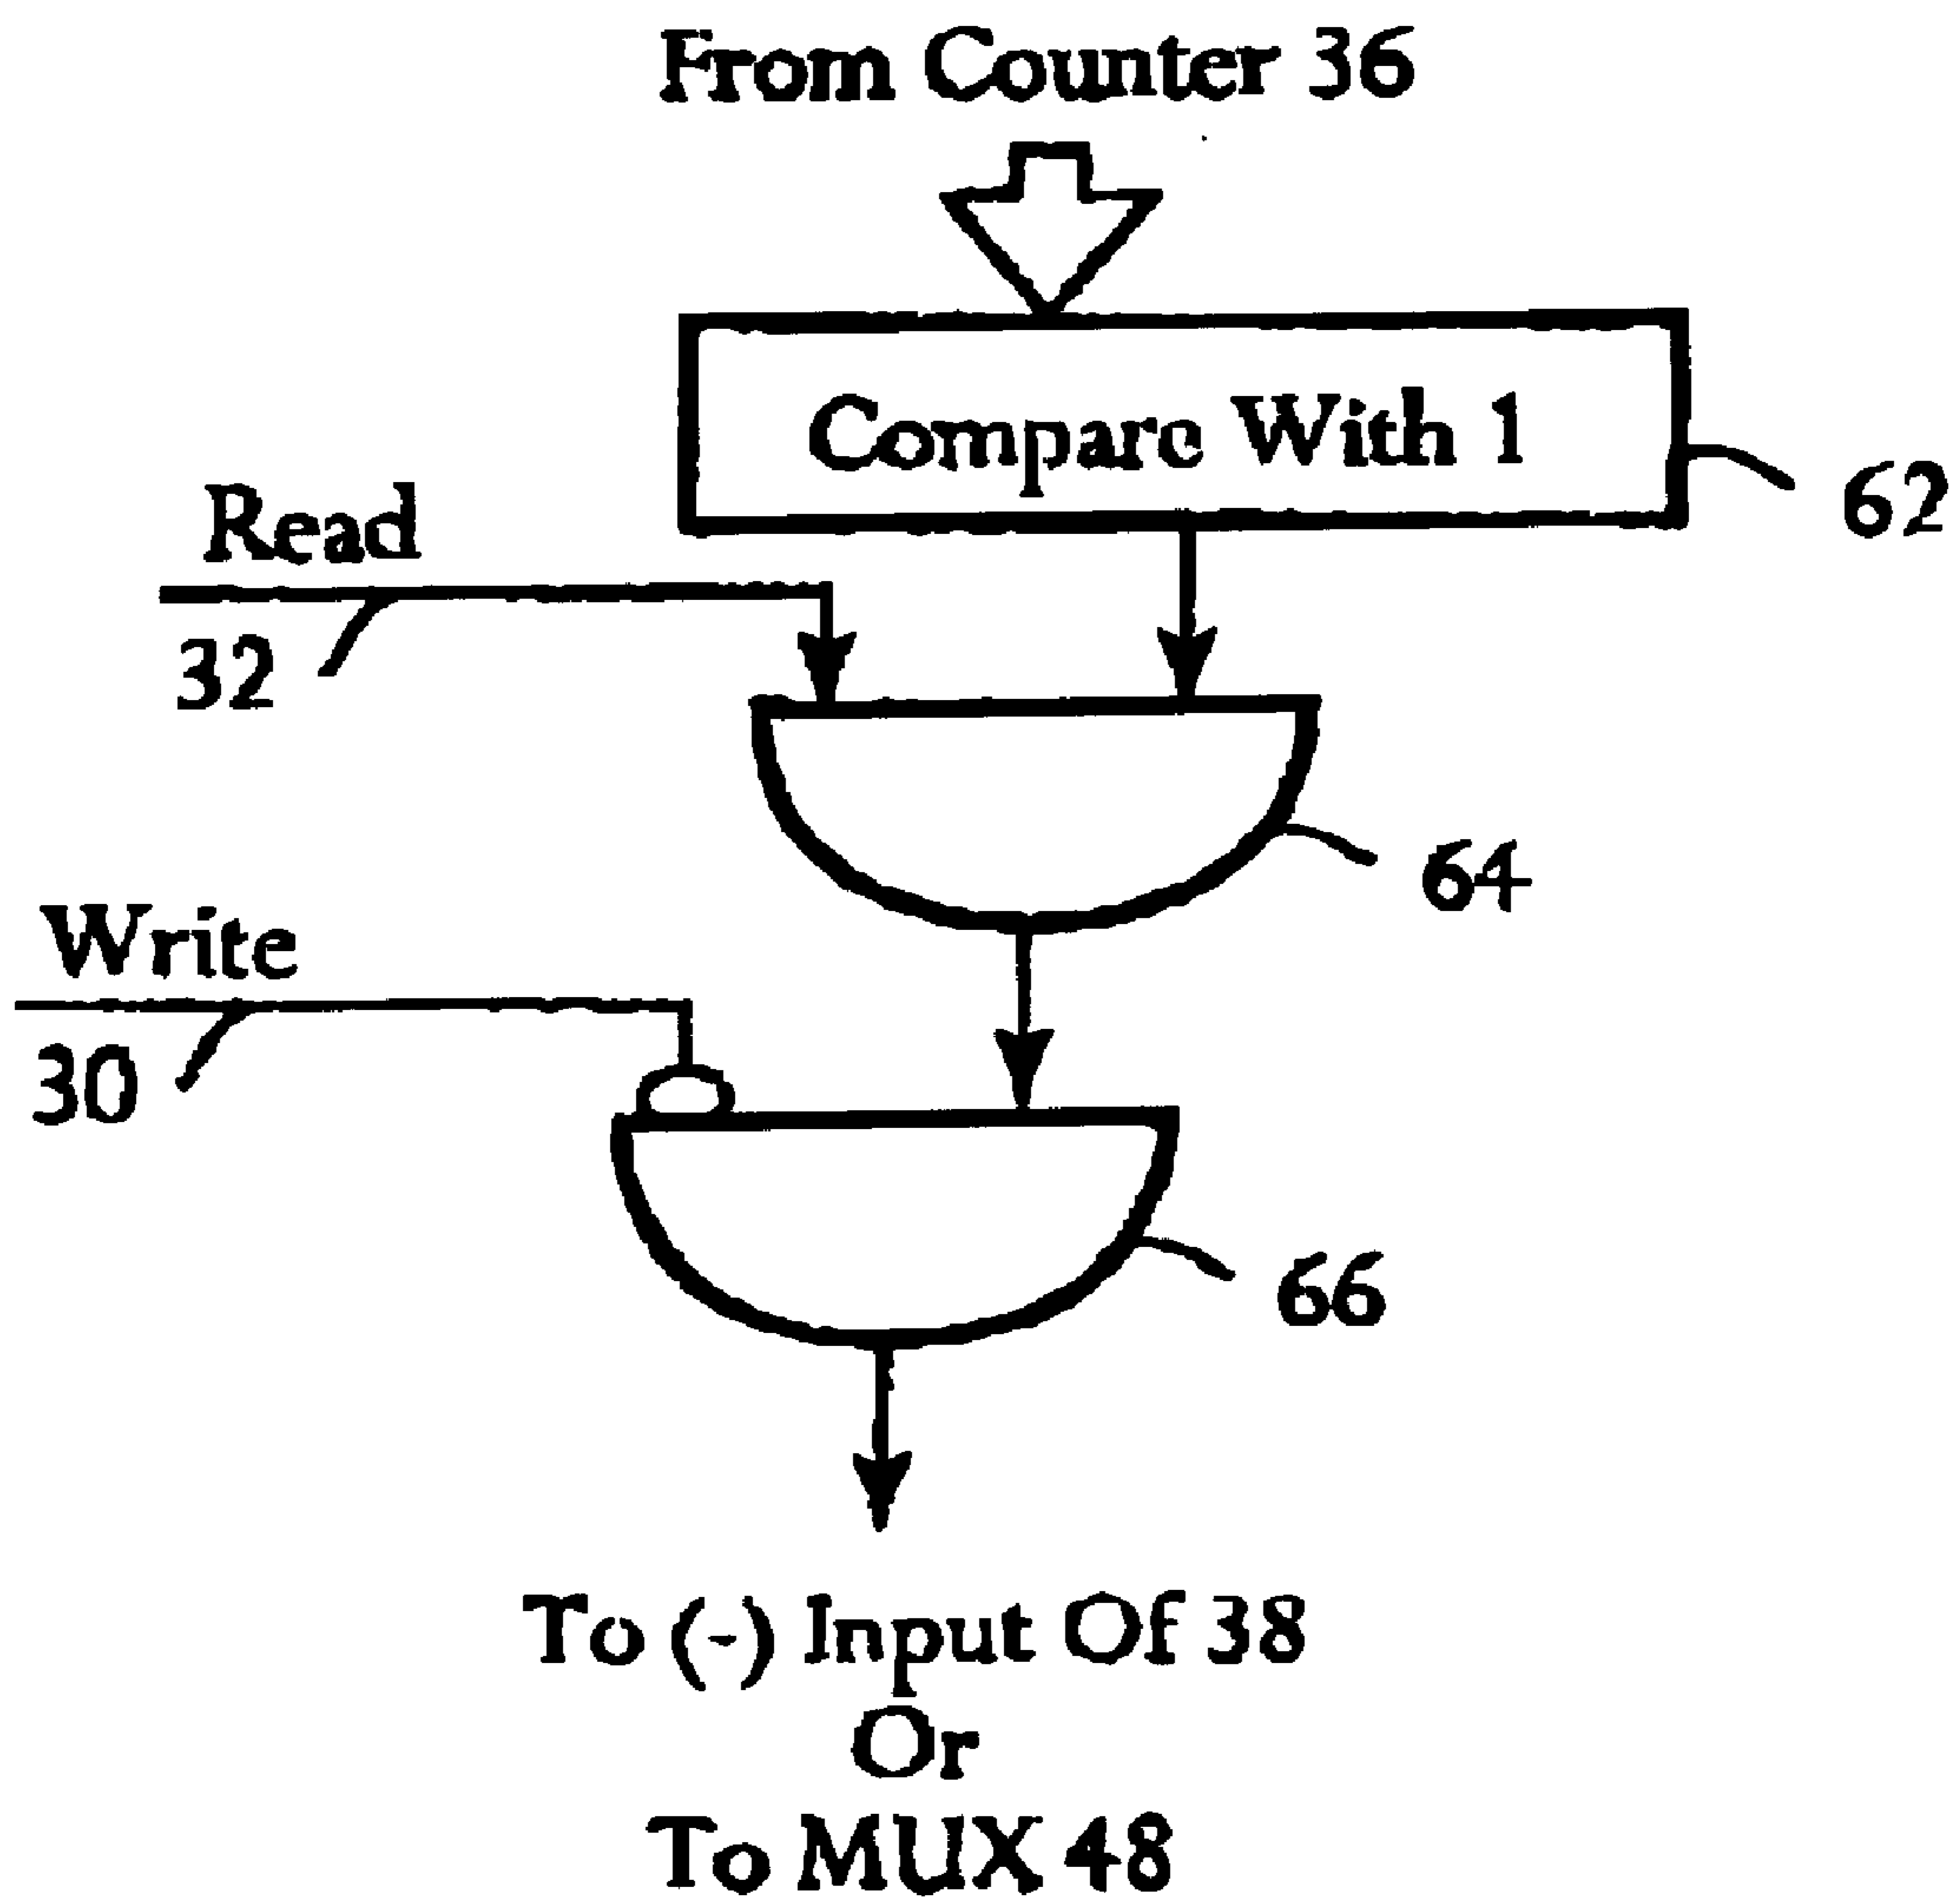 From Counter 36
Compare With 1
62
Read
32
64
Write
30
66
To (-) Input Of 38
Or
To MUX 48